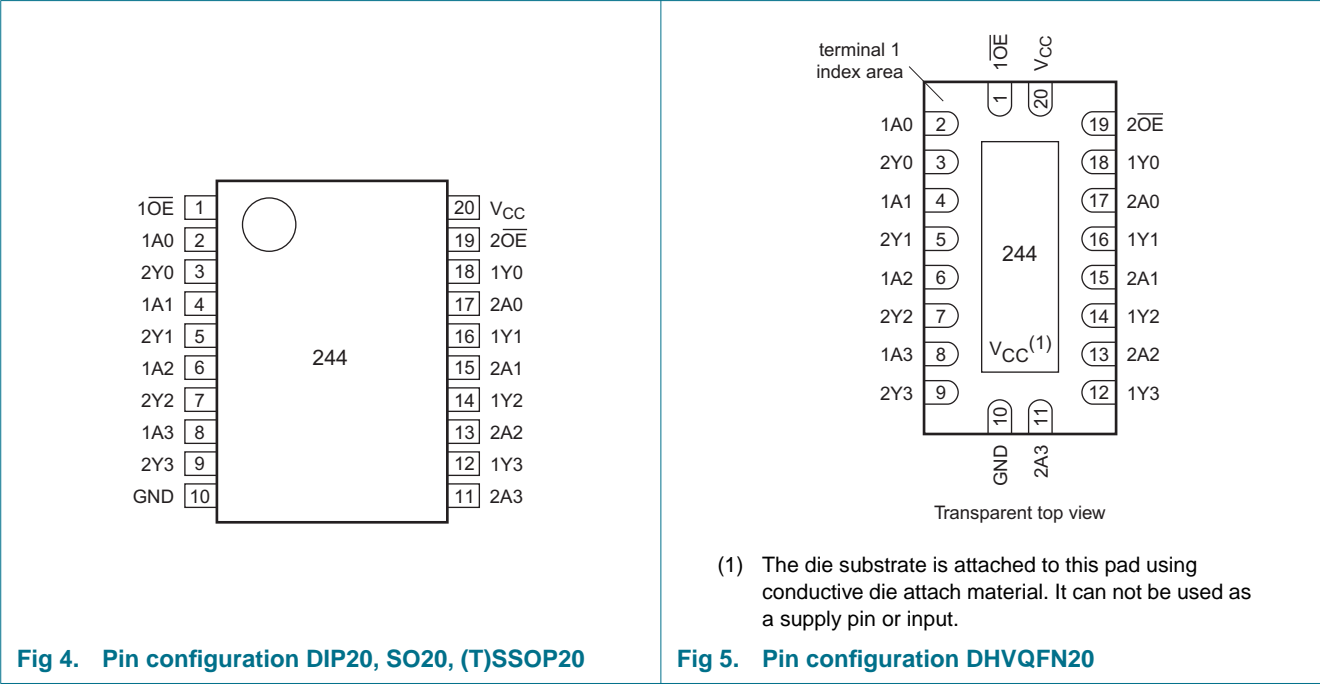 1O̅E̅ 1
1A0 2
2Y0 3
1A1 4
2Y1 5
1A2 6
2Y2 7
1A3 8
2Y3 9
GND 10
244
20 VCC
19 2O̅E̅
18 1Y0
17 2A0
16 1Y1
15 2A1
14 1Y2
13 2A2
12 1Y3
11 2A3
Fig 4. Pin configuration DIP20, SO20, (T)SSOP20
terminal 1
index area
1O̅E̅
VCC
1
20
1A0 2
2Y0 3
1A1 4
2Y1 5
1A2 6
2Y2 7
1A3 8
2Y3 9
244
VCC(1)
19 2O̅E̅
18 1Y0
17 2A0
16 1Y1
15 2A1
14 1Y2
13 2A2
12 1Y3
10
11
GND
2A3
Transparent top view
(1) The die substrate is attached to this pad using
conductive die attach material. It can not be used as
a supply pin or input.
Fig 5. Pin configuration DHVQFN20